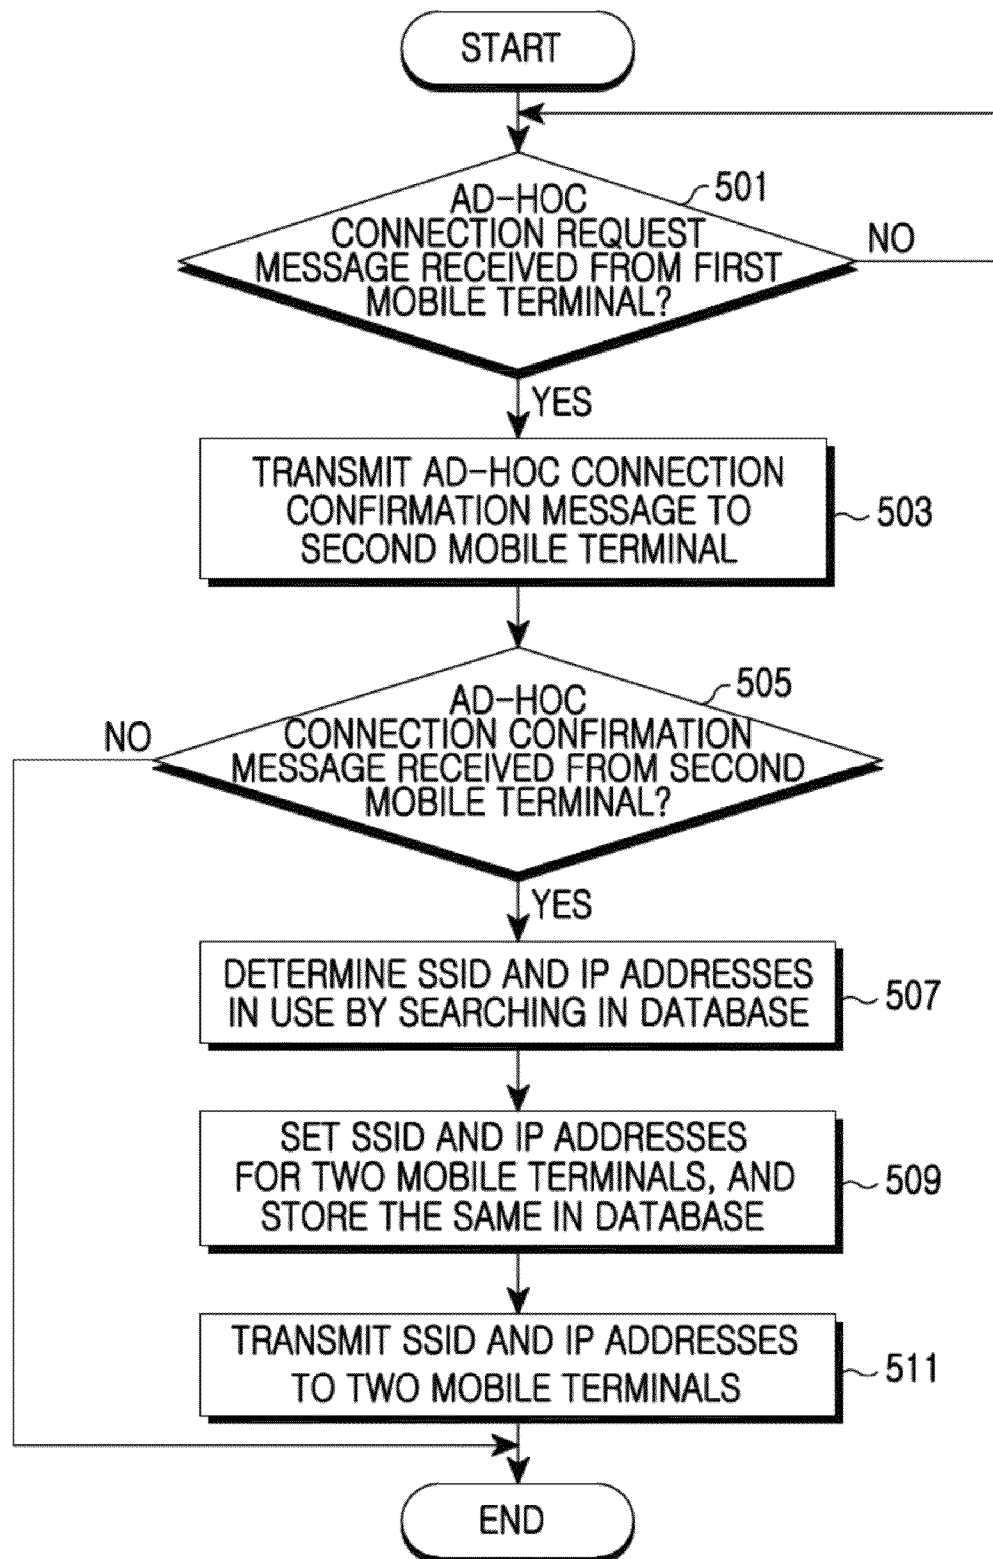 START
AD-HOC
CONNECTION REQUEST
MESSAGE RECEIVED FROM FIRST
MOBILE TERMINAL?
501
NO
YES
TRANSMIT AD-HOC CONNECTION
CONFIRMATION MESSAGE TO
SECOND MOBILE TERMINAL
503
AD-HOC
CONNECTION CONFIRMATION
MESSAGE RECEIVED FROM SECOND
MOBILE TERMINAL?
505
NO
YES
DETERMINE SSID AND IP ADDRESSES
IN USE BY SEARCHING IN DATABASE
507
SET SSID AND IP ADDRESSES
FOR TWO MOBILE TERMINALS, AND
STORE THE SAME IN DATABASE
509
TRANSMIT SSID AND IP ADDRESSES
TO TWO MOBILE TERMINALS
511
END